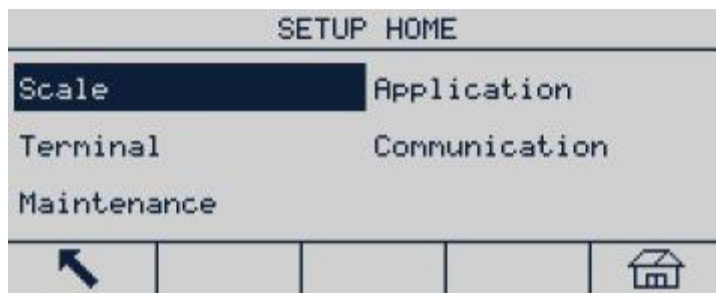 SETUP HOME
Scale Application
Terminal Communication
Maintenance